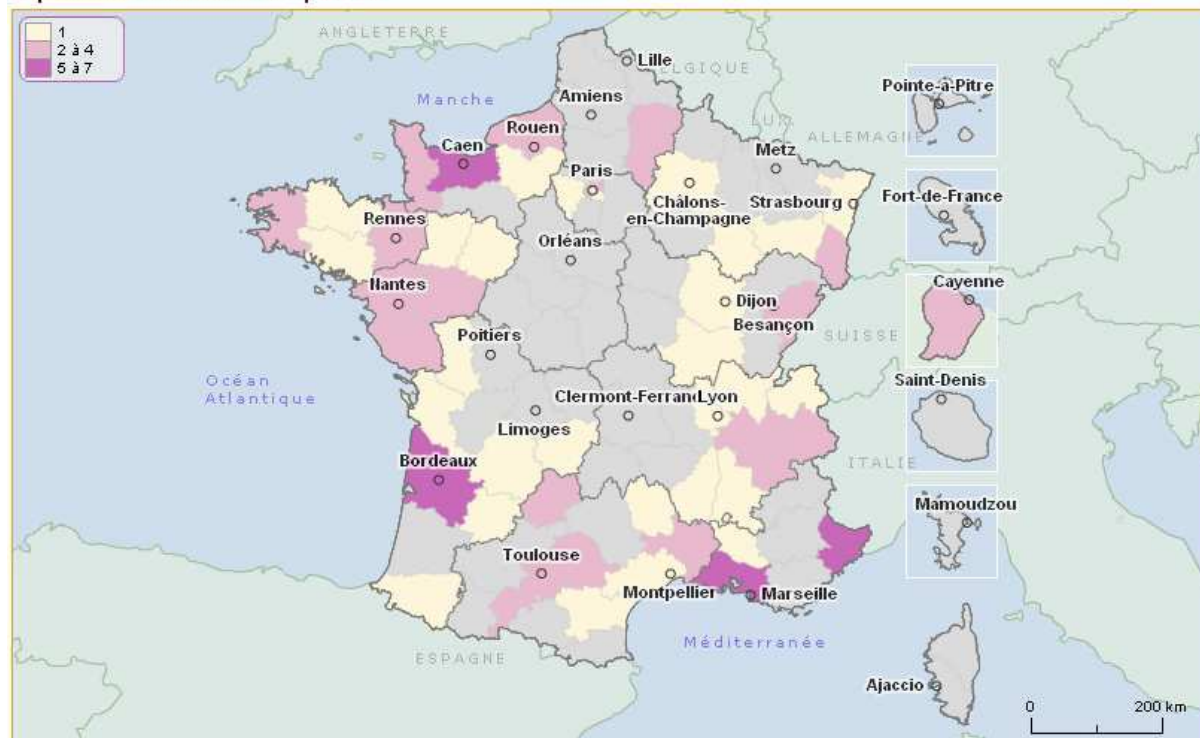 1
2 à 4
5 à 7
ANGLETERRE
Lille
ELGIQUE
Pointe-à-Pitre
Manche
Amiens
LUX
ALLEMAGNE
Rouen
Caen
Metz
Paris
Fort-de-France
Châlons-
en-Champagne
Strasbourg
Rennes
Orléans
Nantes
Cayenne
Dijon
Besançon
SUISSE
Poitiers
Océan
Atlantique
Saint-Denis
Clermont-Ferrand
Lyon
Limoges
Bordeaux
ITALIE
Mamoudzou
Toulouse
Montpellier
Marseille
Méditerranée
ESPAGNE
Ajaccio
0
200 km